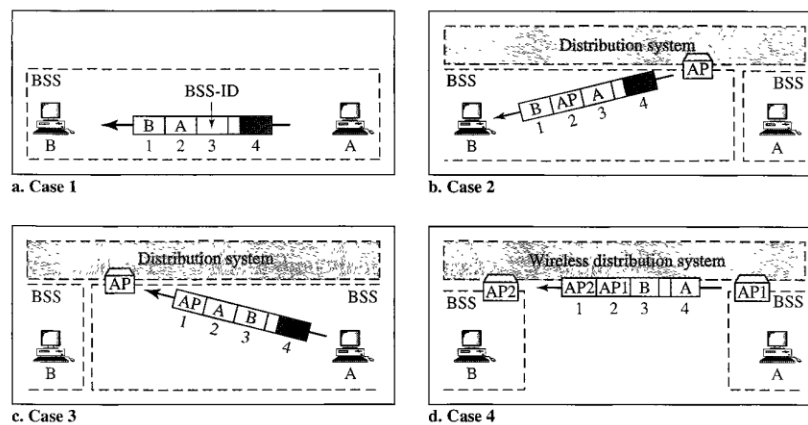 BSS
BSS-ID
B A
B
1 2 3 4
A
a. Case 1
Distribution system
AP
BSS
BSS
B AP A
1 2 3 4
B
A
b. Case 2
Distribution system
AP
BSS
BSS
AP A B
1 2 3 4
B
A
c. Case 3
Wireless distribution system
AP2
AP2 AP1 B A
AP1
BSS
BSS
1 2 3 4
B
A
d. Case 4